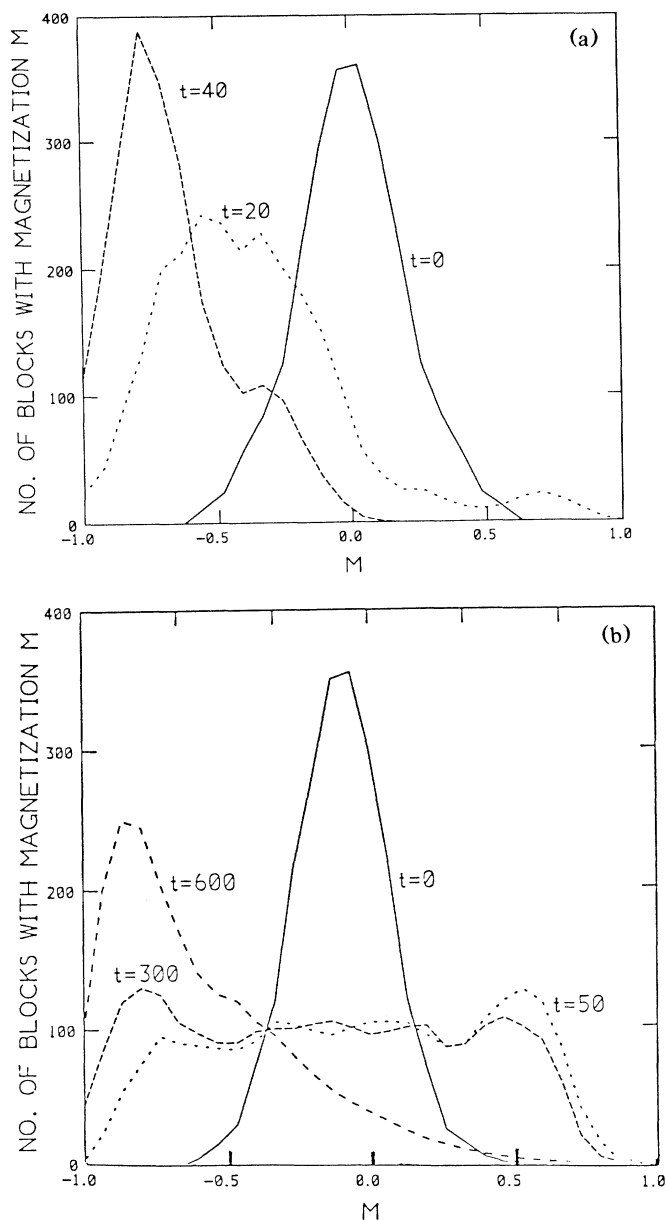 (a)
NO. OF BLOCKS WITH MAGNETIZATION M
400
300
200
100
0
t=40
t=20
t=0
-1.0
-0.5
0.0
0.5
1.0
M
(b)
NO. OF BLOCKS WITH MAGNETIZATION M
400
300
200
100
0
t=600
t=0
t=300
t=50
-1.0
-0.5
0.0
0.5
1.0
M